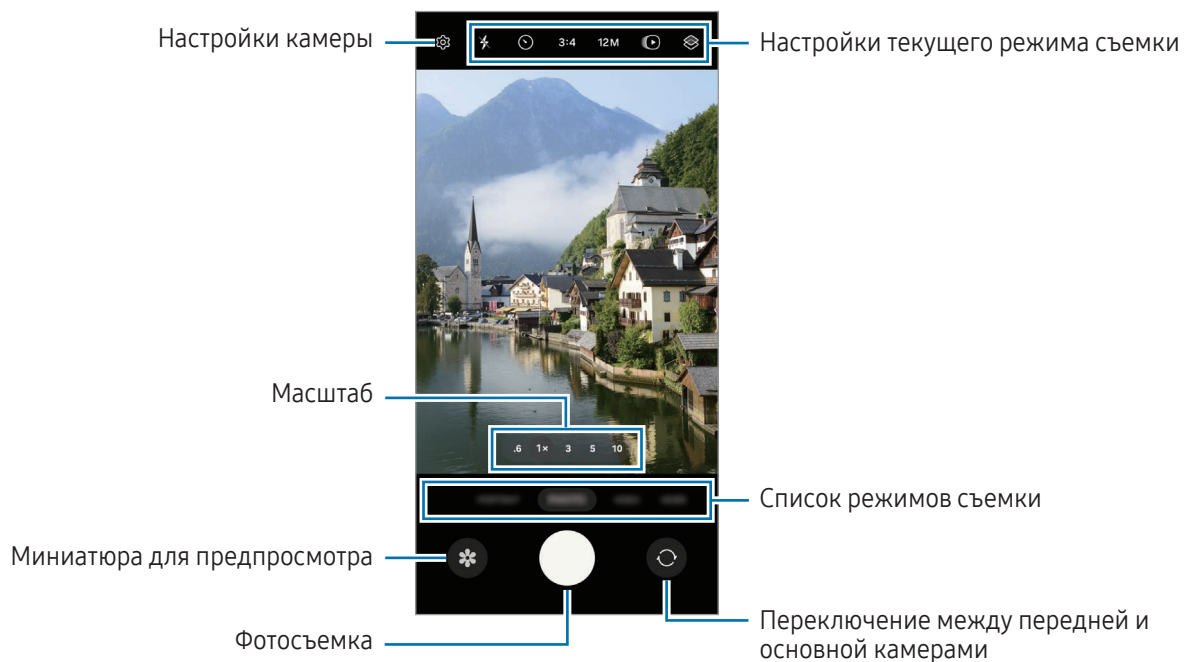 Настройки камеры
3:4
12M
Настройки текущего режима съемки
Масштаб
.6 1× 3 5 10
Список режимов съемки
Миниатюра для предпросмотра
Фотосъемка
Переключение между передней и
основной камерами